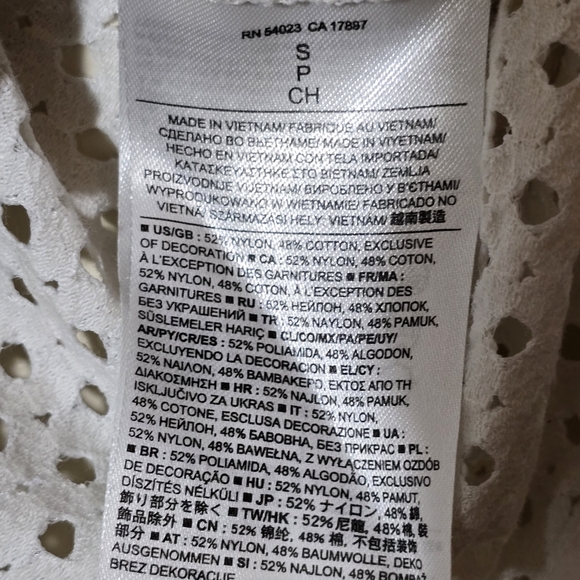 RN 54023 CA 17897
S
P
CH
MADE IN VIETNAM/ FABRIQUÉ AU VIETNAM/
СДЕЛАНО ВО ВЬЕТНАМЕ/ MADE IN VIYETNAM/
HECHO EN VIETNAM CON TELA IMPORTADA/
ΚΑΤΑΣΚΕΥΑΣΤΗΚΕ ΣΤΟ ΒΙΕΤΝΑΜ/ ZEMLJA
PROIZVODNJE VIJETNAM/ ВИРОБЛЕНО У В'ЄТНАМІ/
WYPRODUKOWANO W WIETNAMIE/ FABRICADO NO
VIETNA/ SZÁRMAZÁSI HELY: VIETNAM/ 越南製造
■ US/GB : 52% NYLON, 48% COTTON, EXCLUSIVE
OF DECORATION ■ CA : 52% NYLON, 48% COTON,
À L'EXCEPTION DES GARNITURES ■ FR/MA :
52% NYLON, 48% COTON, À L'EXCEPTION DES
GARNITURES ■ RU : 52% НЕЙЛОН, 48% ХЛОПОК,
БЕЗ УКРАШЕНИЙ ■ TR : 52% NAYLON, 48% PAMUK,
SÜSLEMELER HARIÇ ■ CL/CO/MX/PA/PE/UY/
AR/PY/CR/ES : 52% POLIAMIDA, 48% ALGODON,
EXCLUYENDO LA DECORACION ■ EL/CY :
52% ΝΑΙΛΟΝ, 48% ΒΑΜΒΑΚΕΡΟ, ΕΚΤΟΣ ΑΠΟ ΤΗ
ΔΙΑΚΟΣΜΗΣΗ ■ HR : 52% NAJLON, 48% PAMUK,
ISKLJUČIVO ZA UKRAS ■ IT : 52% NYLON,
48% COTONE, ESCLUSA DECORAZIONE ■ UA :
52% НЕЙЛОН, 48% БАВОВНА, БЕЗ ПРИКРАС ■ PL :
52% NYLON, 48% BAWEŁNA, Z WYŁĄCZENIEM OZDÓB
■ BR : 52% POLIAMIDA, 48% ALGODÃO, EXCLUSIVO
DE DECORAÇÃO ■ HU : 52% NEJLON, 48% PAMUT,
DÍSZÍTÉS NÉLKÜLI ■ JP : 52% ナイロン, 48% 綿,
飾り部分を除く ■ TW/HK : 52% 尼龍, 48% 棉, 裝
飾品除外 ■ CN : 52% 锦纶, 48% 棉, 不包括装饰
部分 ■ AT : 52% NYLON, 48% BAUMWOLLE, DEKO
AUSGENOMMEN ■ SI : 52% NAJLON, 48% BOMBAŽ,
BREZ DEKORACIJE